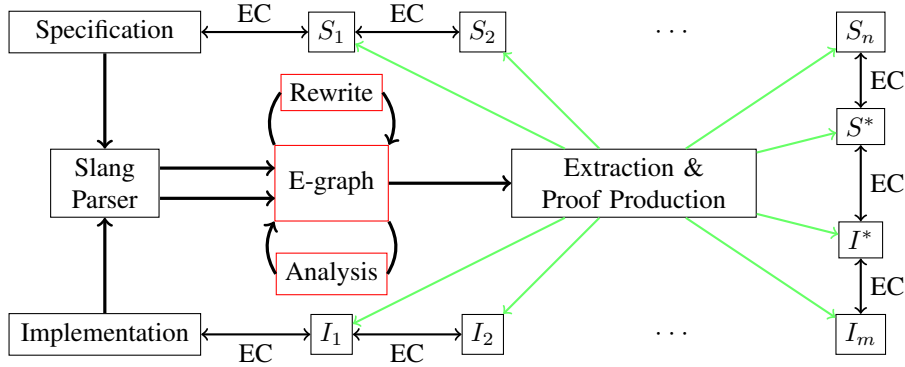 Specification EC S₁ EC S₂ · · · Sₙ
EC
Rewrite
S*
Slang
Parser
E-graph
Extraction &
Proof Production
EC
I*
Analysis
EC
Implementation EC I₁ EC I₂ · · · Iₘ